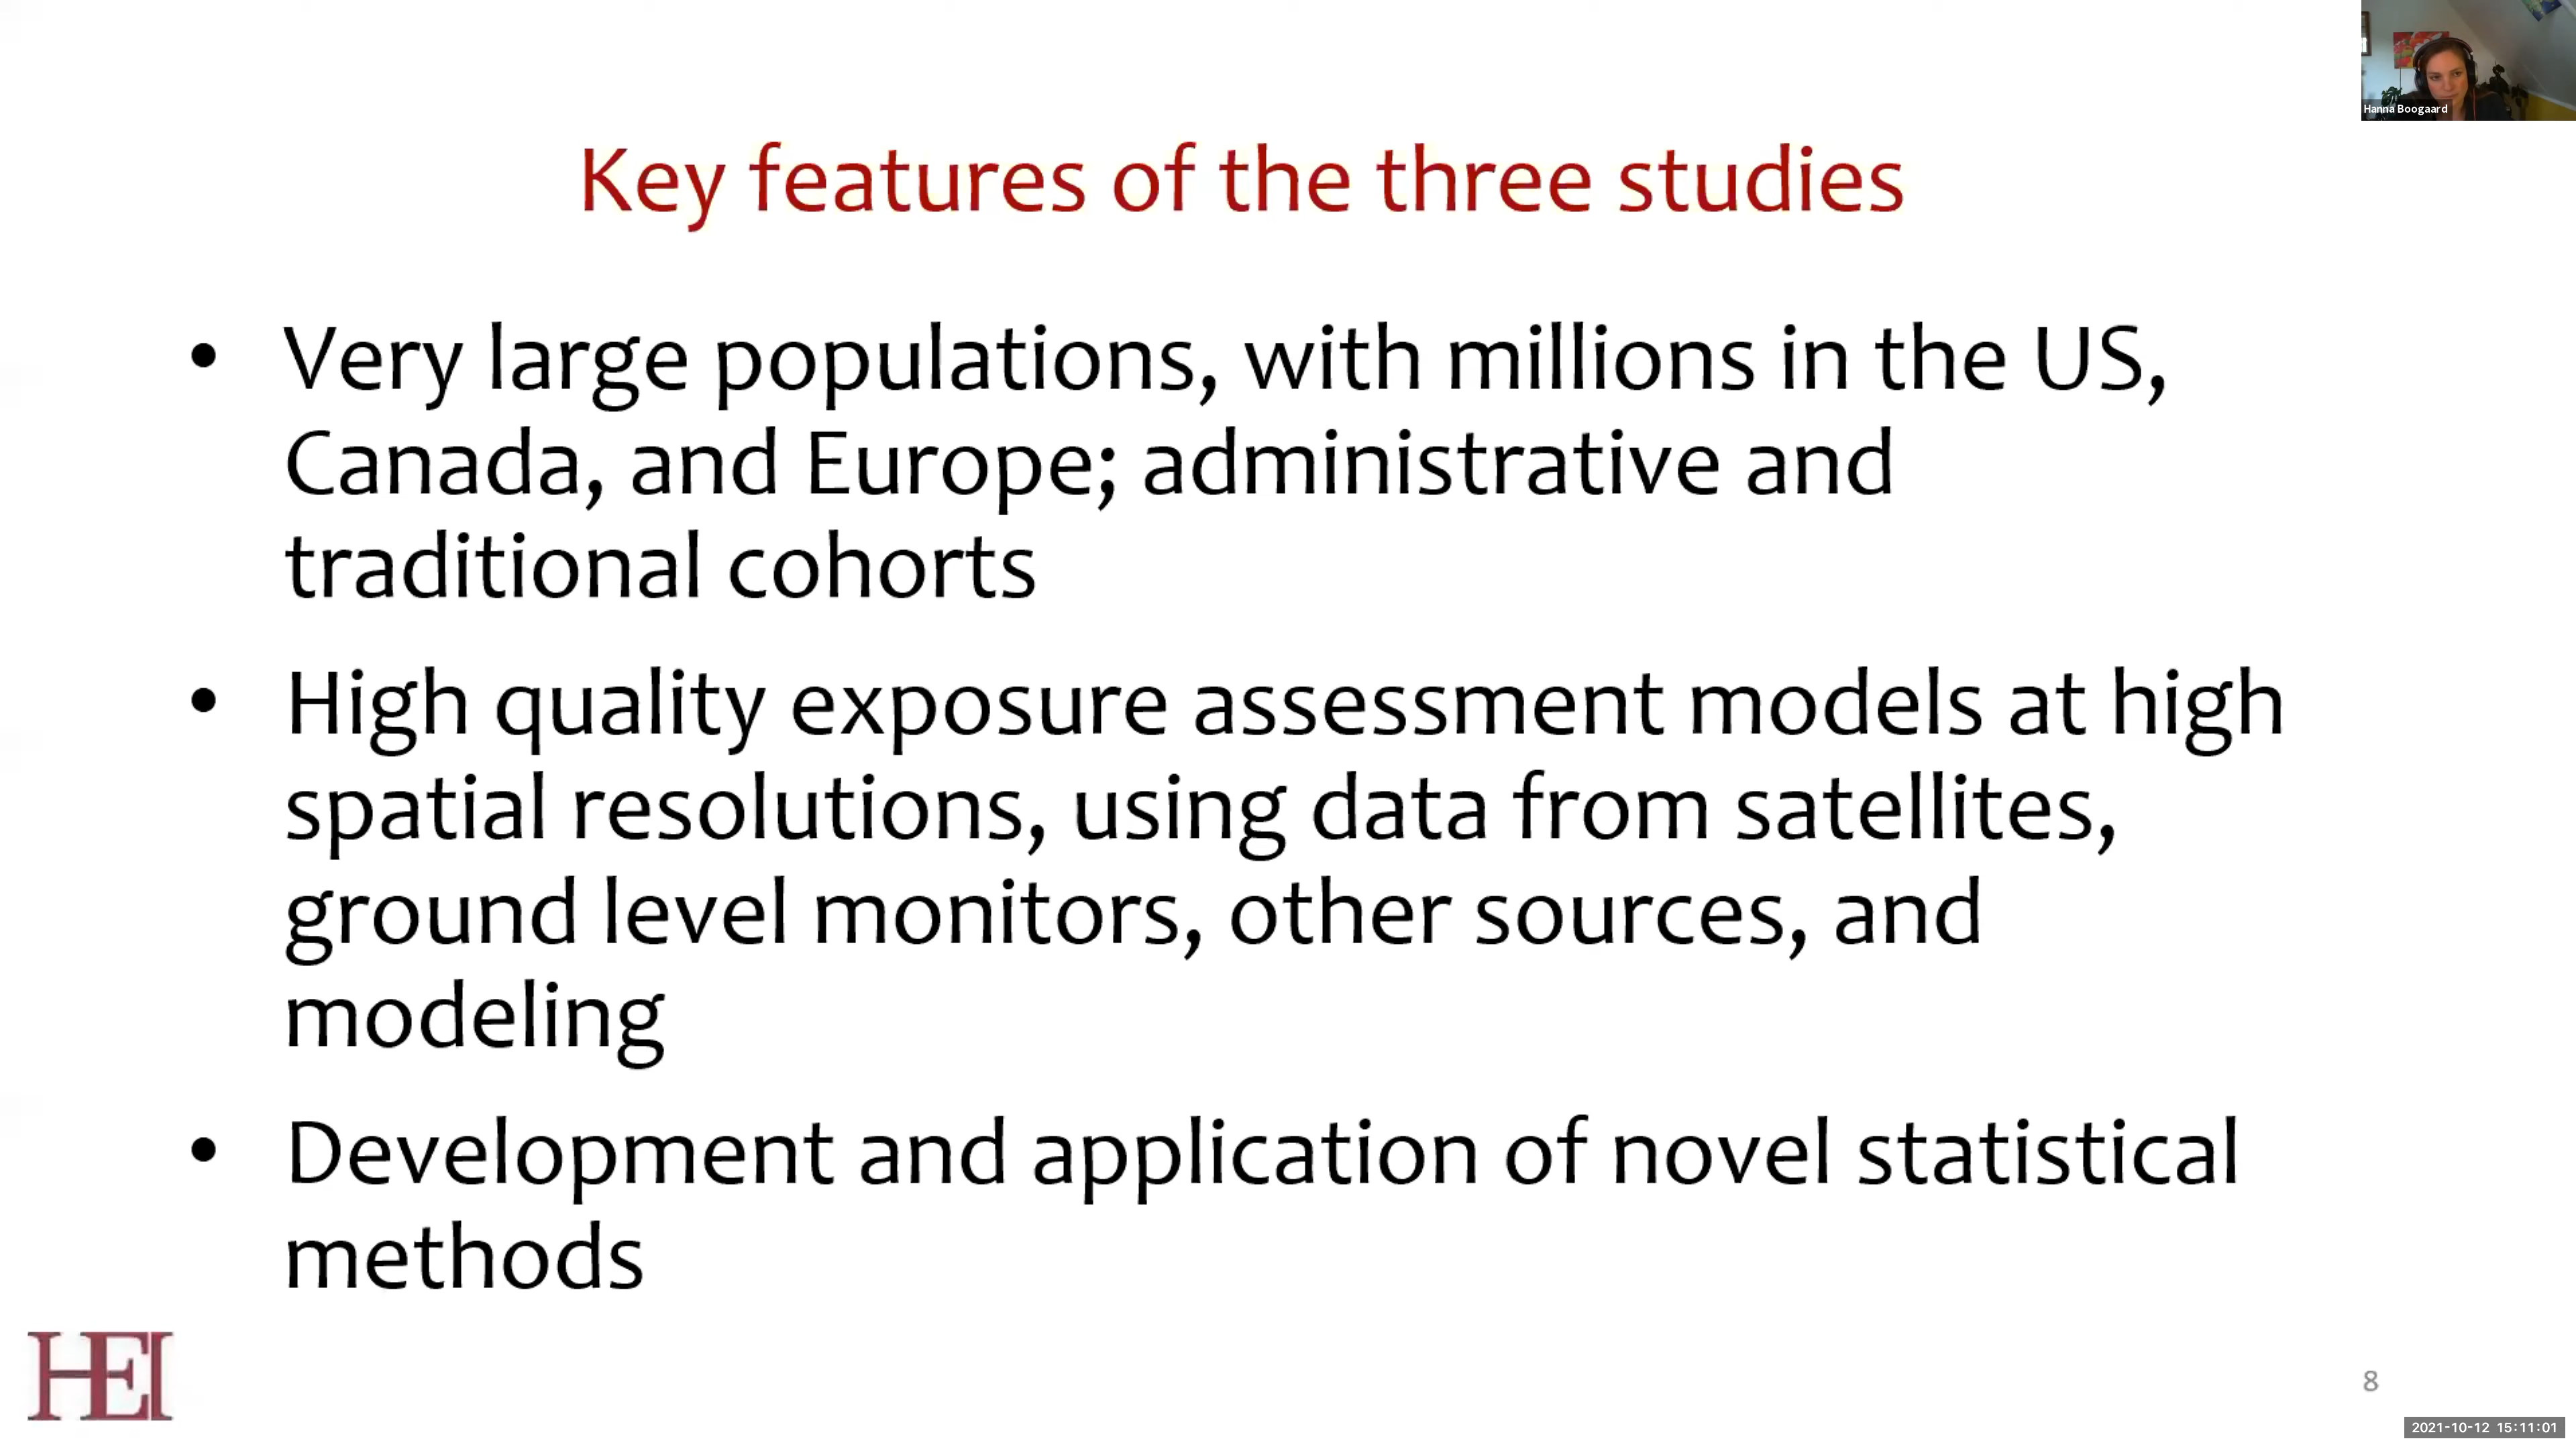 Hanna Boogaard
Key features of the three studies
• Very large populations, with millions in the US,
Canada, and Europe; administrative and
traditional cohorts
• High quality exposure assessment models at high
spatial resolutions, using data from satellites,
ground level monitors, other sources, and
modeling
• Development and application of novel statistical
methods
HEI
8
2021-10-12 15:11:01